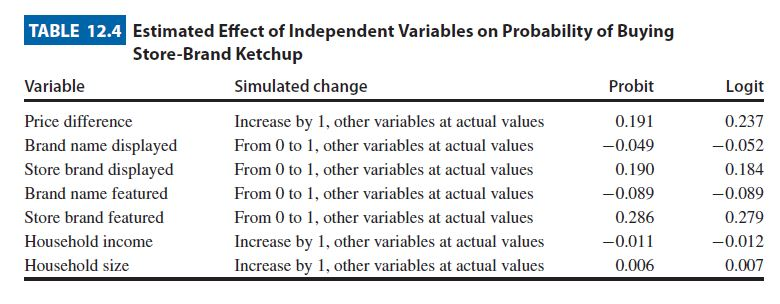 TABLE 12.4 Estimated Effect of Independent Variables on Probability of Buying
Store-Brand Ketchup
Variable Simulated change Probit Logit
Price difference Increase by 1, other variables at actual values 0.191 0.237
Brand name displayed From 0 to 1, other variables at actual values −0.049 −0.052
Store brand displayed From 0 to 1, other variables at actual values 0.190 0.184
Brand name featured From 0 to 1, other variables at actual values −0.089 −0.089
Store brand featured From 0 to 1, other variables at actual values 0.286 0.279
Household income Increase by 1, other variables at actual values −0.011 −0.012
Household size Increase by 1, other variables at actual values 0.006 0.007